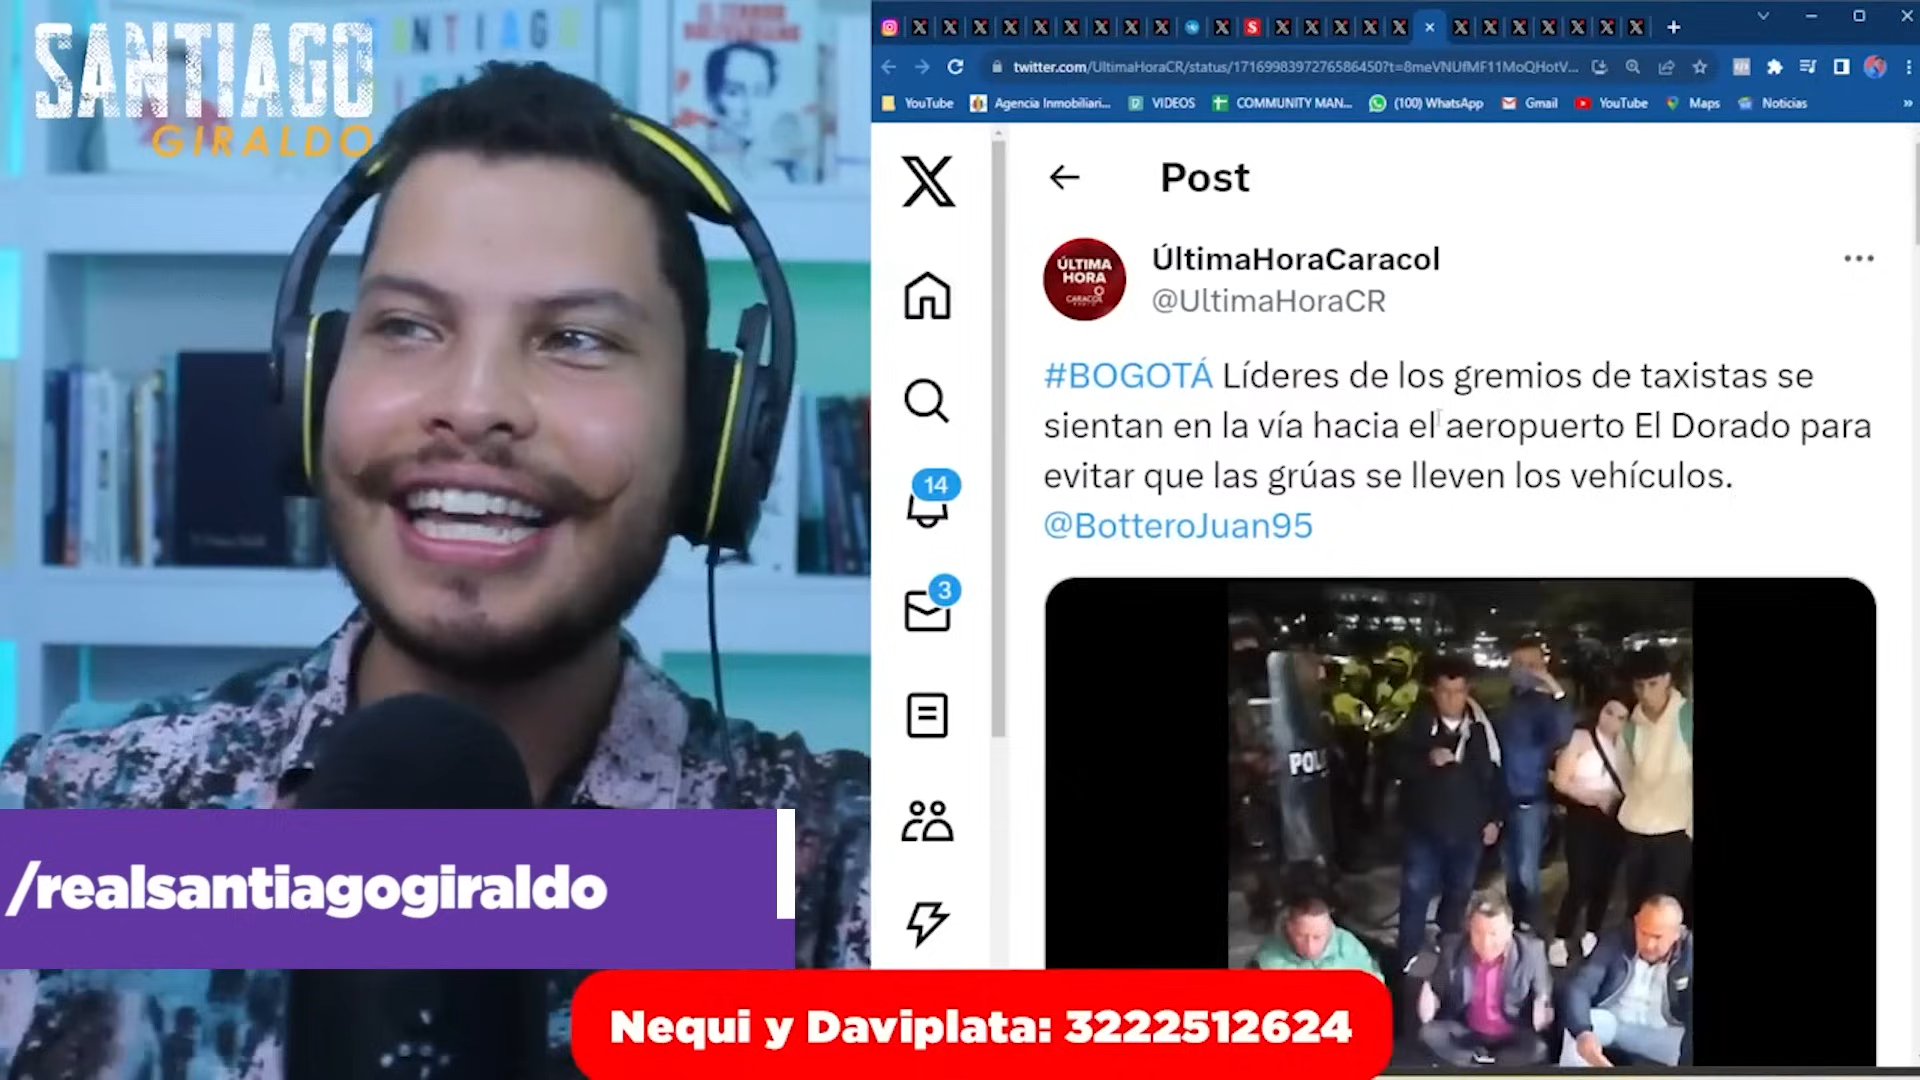 SANTIAGO
GIRALDO
twitter.com/UltimaHoraCR/status/1716998397276586450?t=8meVNUfMF11MoQHotV...
YouTube
Agencia Inmobiliari...
VIDEOS
COMMUNITY MAN...
(100) WhatsApp
Gmail
YouTube
Maps
Noticias
»
Post
ÚLTIMA
HORA
CARACOL
ÚltimaHoraCaracol
@UltimaHoraCR
#BOGOTÁ Líderes de los gremios de taxistas se
sientan en la vía hacia el aeropuerto El Dorado para
evitar que las grúas se lleven los vehículos.
@BotteroJuan95
14
3
POL
/realsantiagogiraldo
Nequi y Daviplata: 3222512624